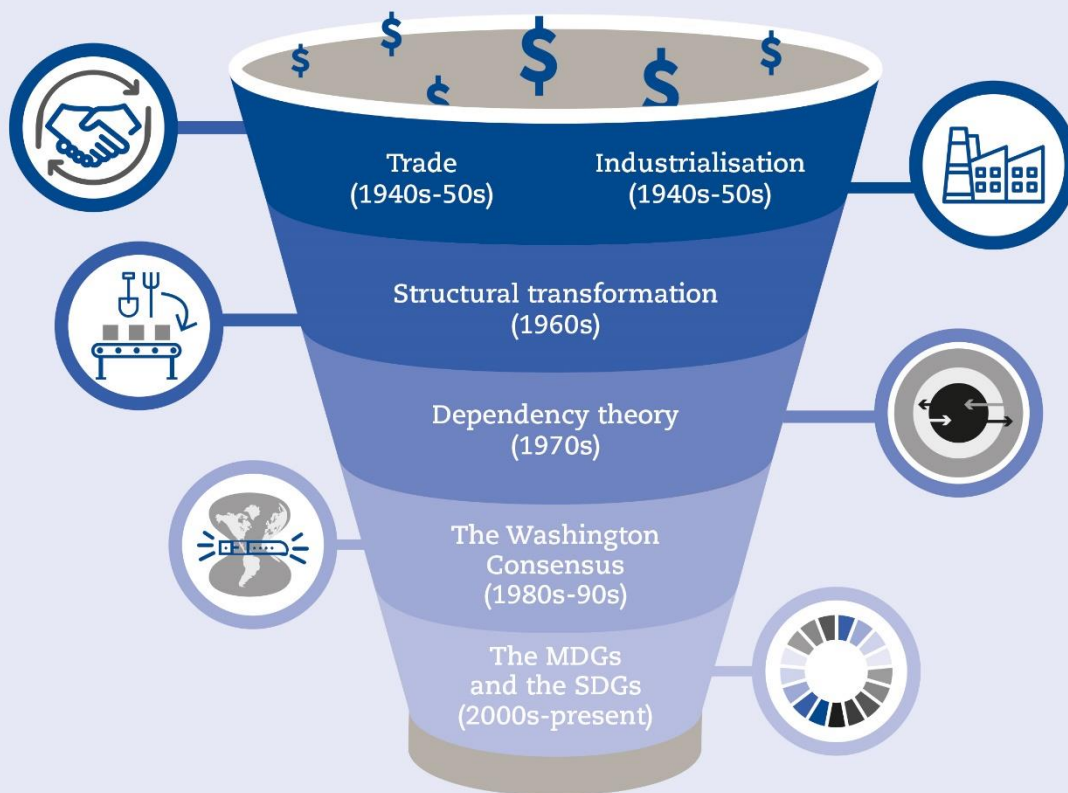 $ $ $ $ $ $
Trade
(1940s-50s)
Industrialisation
(1940s-50s)
Structural transformation
(1960s)
Dependency theory
(1970s)
The Washington
Consensus
(1980s-90s)
The MDGs
and the SDGs
(2000s-present)